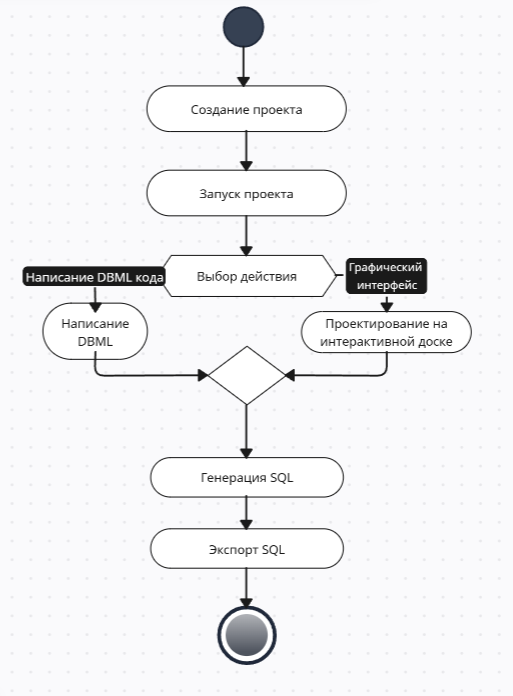 Создание проекта
Запуск проекта
Выбор действия
Написание DBML кода
Графический
интерфейс
Написание
DBML
Проектирование на
интерактивной доске
Генерация SQL
Экспорт SQL